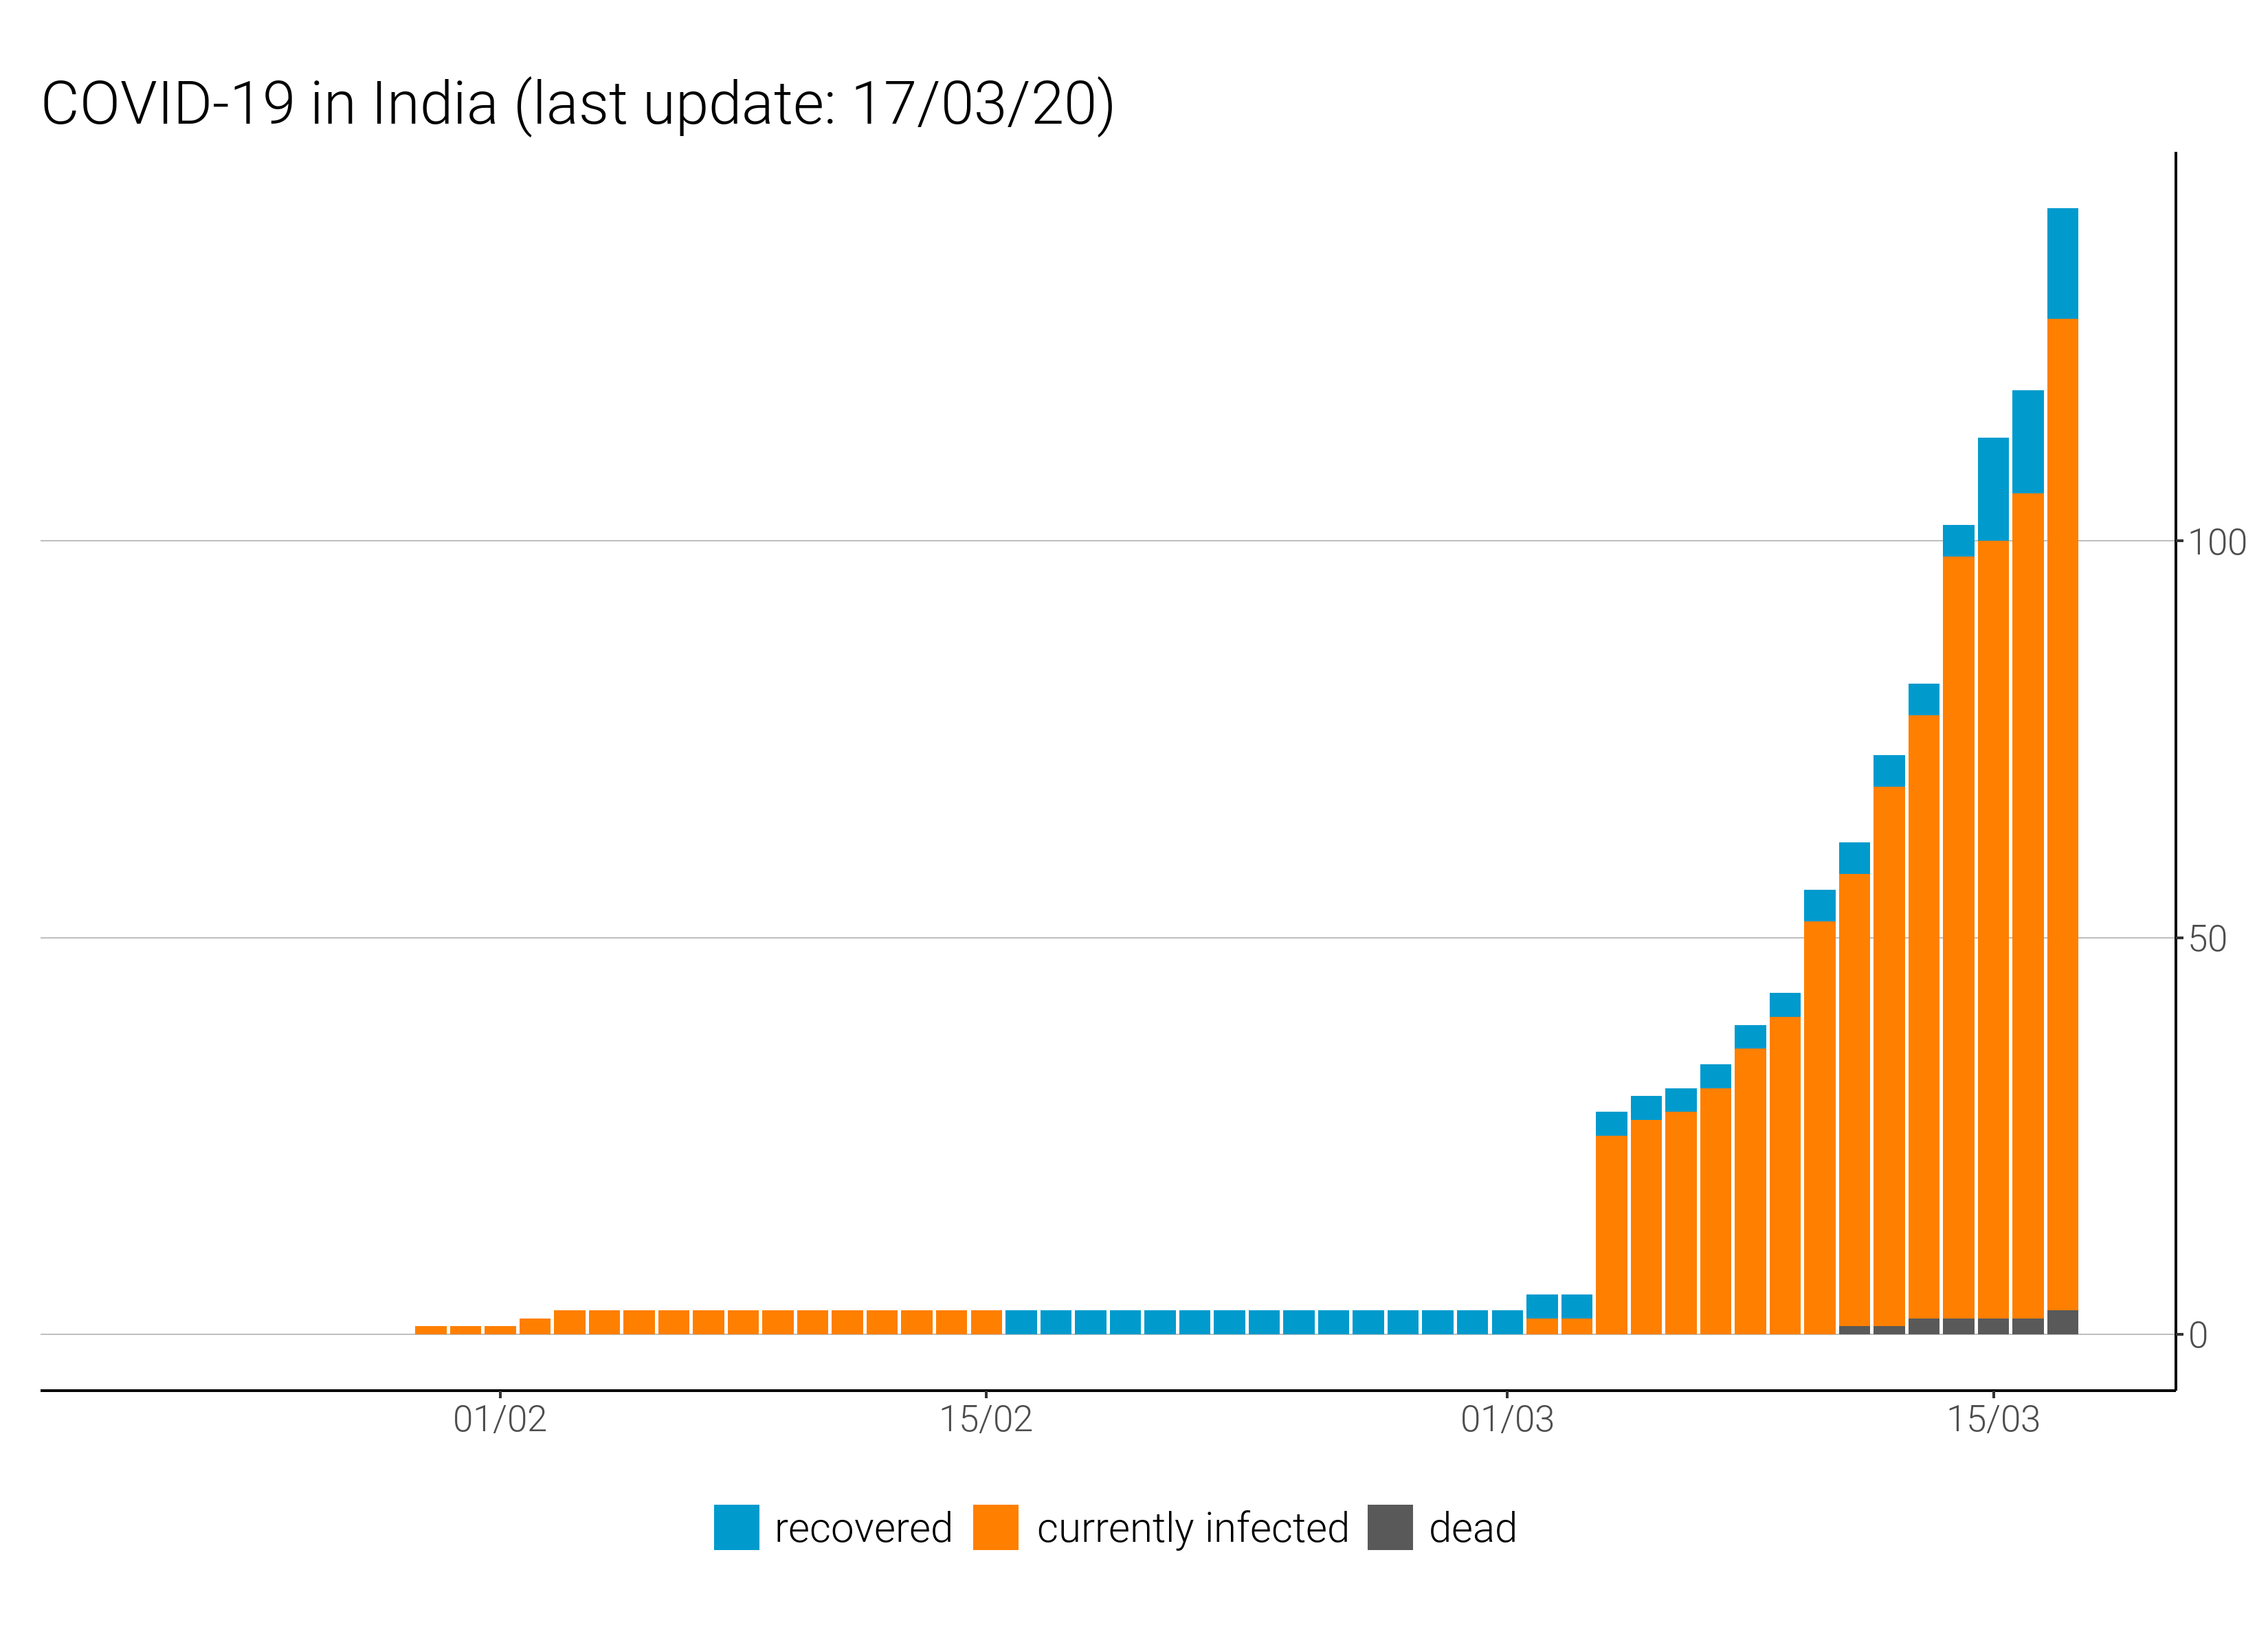 COVID-19 in India (last update: 17/03/20)
100
50
0
01/02 15/02 01/03 15/03
recovered currently infected dead